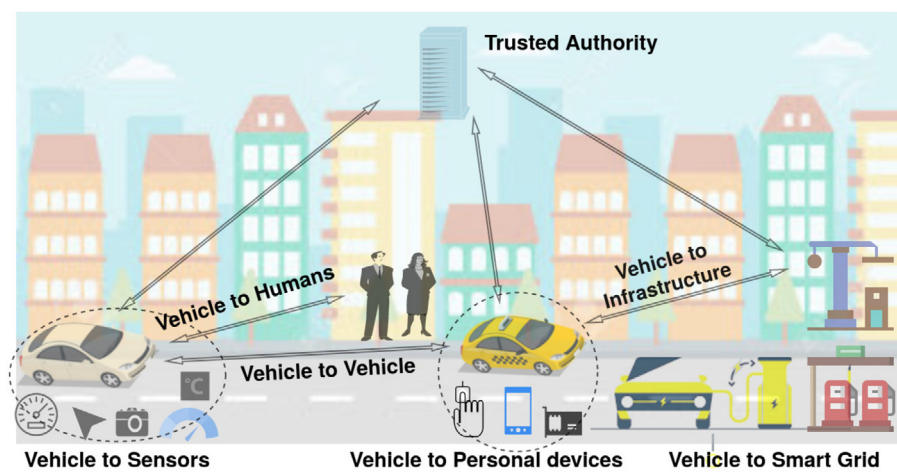 Trusted Authority
Vehicle to Humans
Vehicle to
Infrastructure
Vehicle to Vehicle
°C
Vehicle to Sensors
Vehicle to Personal devices
Vehicle to Smart Grid